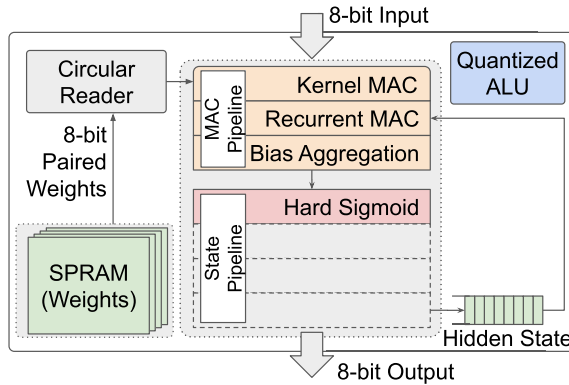 8-bit Input
Circular
Reader
Quantized
ALU
MAC
Pipeline
Kernel MAC
Recurrent MAC
Bias Aggregation
8-bit
Paired
Weights
State
Pipeline
Hard Sigmoid
SPRAM
(Weights)
Hidden State
8-bit Output